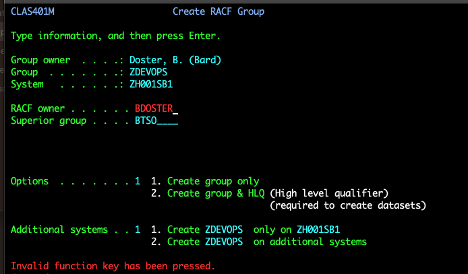 CLAS401M Create RACF Group
Type information, and then press Enter.
Group owner . . . . .: Doster, B. (Bard)
Group . . . . . . . .: ZDEVOPS
System . . . . . . .: ZH001SB1
RACF owner . . . . . . BDOSTER_
Superior group . . . . BTSO____
Options . . . . . . . 1 1. Create group only
2. Create group & HLQ (High level qualifier)
(required to create datasets)
Additional systems . . 1 1. Create ZDEVOPS only on ZH001SB1
2. Create ZDEVOPS on additional systems
Invalid function key has been pressed.